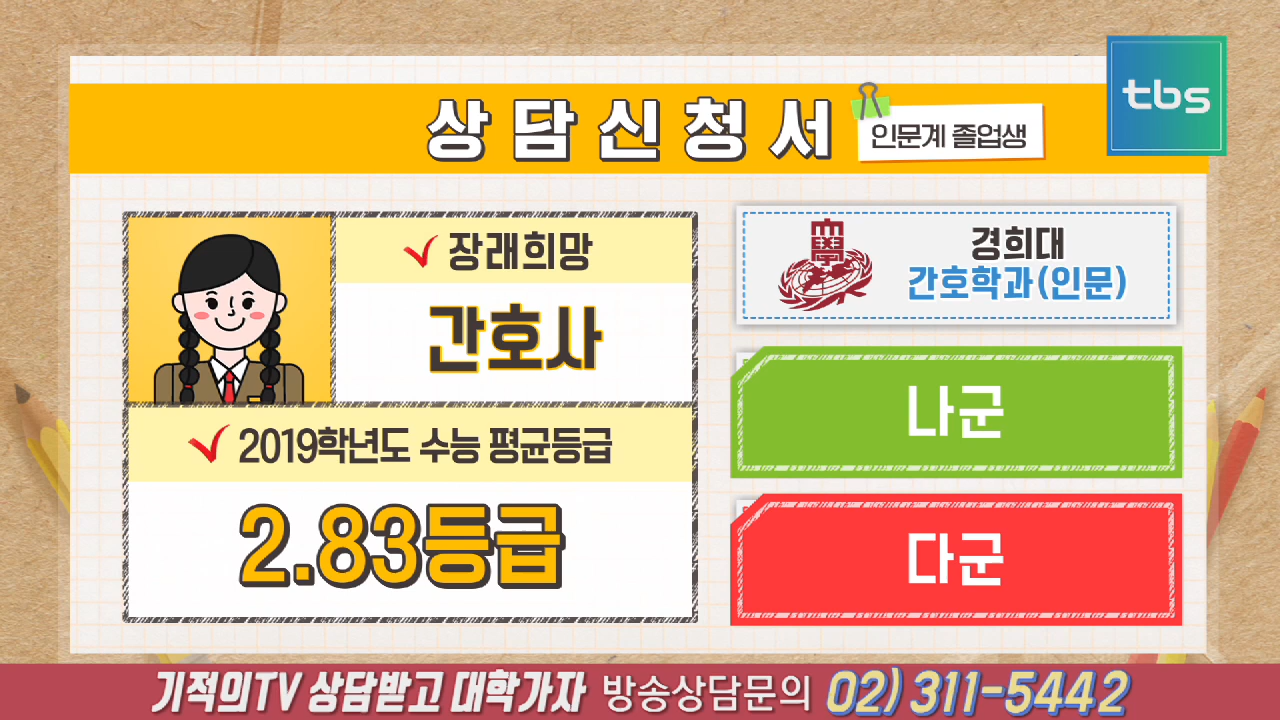 상담신청서
인문계 졸업생
tbs
장래희망
간호사
2019학년도 수능 평균등급
2.83등급
大
學
경희대
간호학과(인문)
나군
다군
기적의TV 상담받고 대학가자 방송상담문의 02) 311-5442